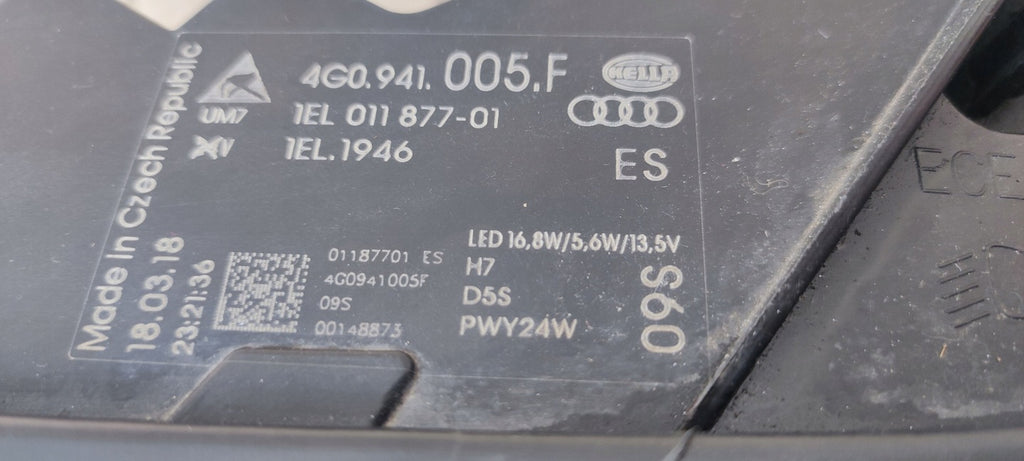 Made in Czech Republic
18.03.18
23:21:36
4G0.941.005.F
HELLA
UM7
1EL 011 877-01
1EL.1946
ES
01187701 ES
4G0941005F
09S
00148873
LED 16,8W/5,6W/13,5V
H7
D5S
PWY24W
09S
ECE